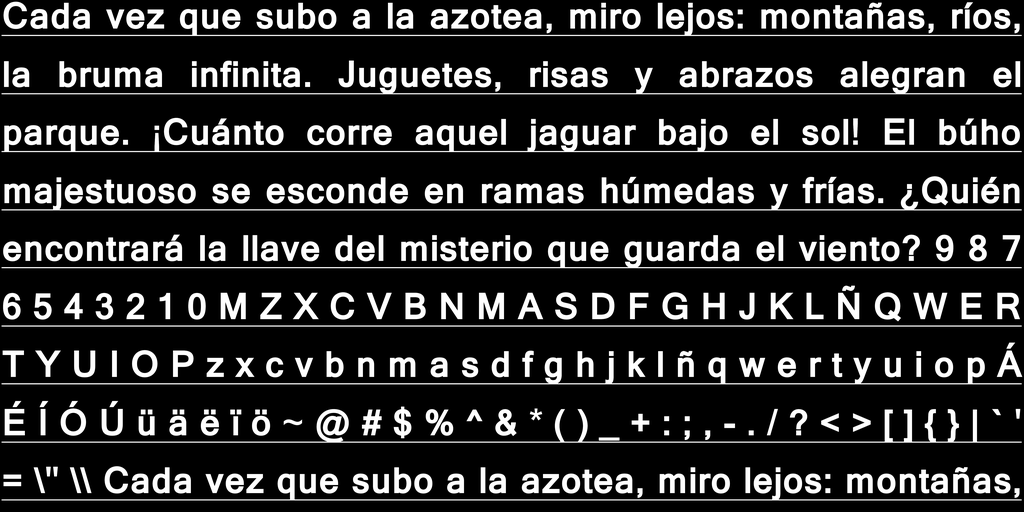 Cada vez que subo a la azotea, miro lejos: montañas, ríos,
la bruma infinita. Juguetes, risas y abrazos alegran el
parque. ¡Cuánto corre aquel jaguar bajo el sol! El búho
majestuoso se esconde en ramas húmedas y frías. ¿Quién
encontrará la llave del misterio que guarda el viento? 9 8 7
6 5 4 3 2 1 0 M Z X C V B N M A S D F G H J K L Ñ Q W E R
T Y U I O P z x c v b n m a s d f g h j k l ñ q w e r t y u i o p Á
É Í Ó Ú ü ä ë ï ö ~ @ # $ % ^ & * ( ) _ + : ; , - . / ? < > [ ] { } | ` '
= \" \\ Cada vez que subo a la azotea, miro lejos: montañas,